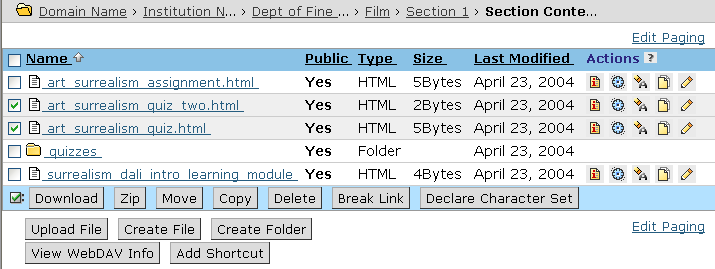 Domain Name > Institution N... > Dept of Fine ... > Film > Section 1 > Section Conte...
Edit Paging
Name Public Type Size Last Modified Actions ?
art_surrealism_assignment.html Yes HTML 5Bytes April 23, 2004
art_surrealism_quiz_two.html Yes HTML 2Bytes April 23, 2004
art_surrealism_quiz.html Yes HTML 5Bytes April 23, 2004
quizzes Yes Folder April 23, 2004
surrealism_dali_intro_learning_module Yes HTML 4Bytes April 23, 2004
: Download Zip Move Copy Delete Break Link Declare Character Set
Upload File Create File Create Folder Edit Paging
View WebDAV Info Add Shortcut